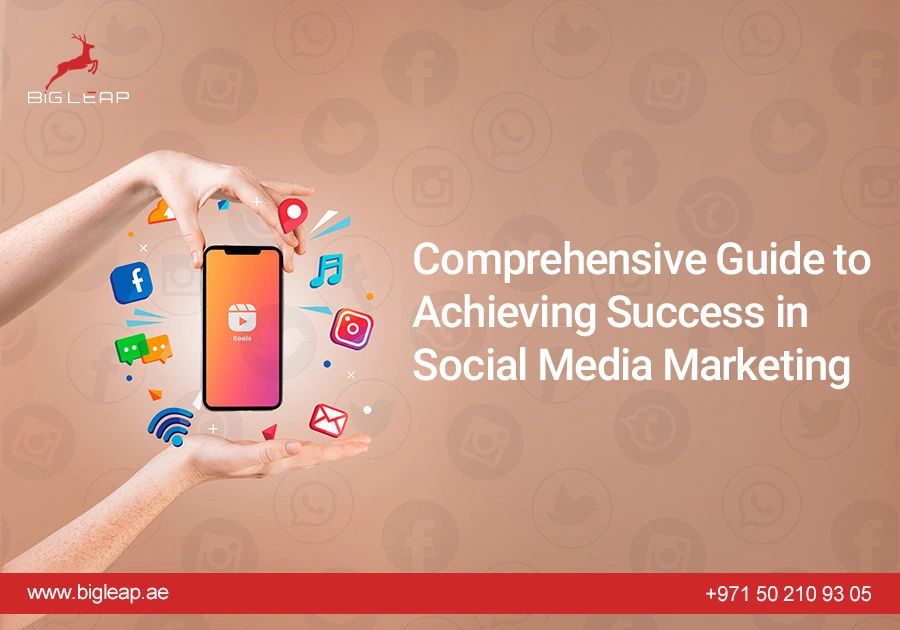 BiG LEAP
Reels
Comprehensive Guide to
Achieving Success in
Social Media Marketing
www.bigleap.ae
+971 50 210 93 05